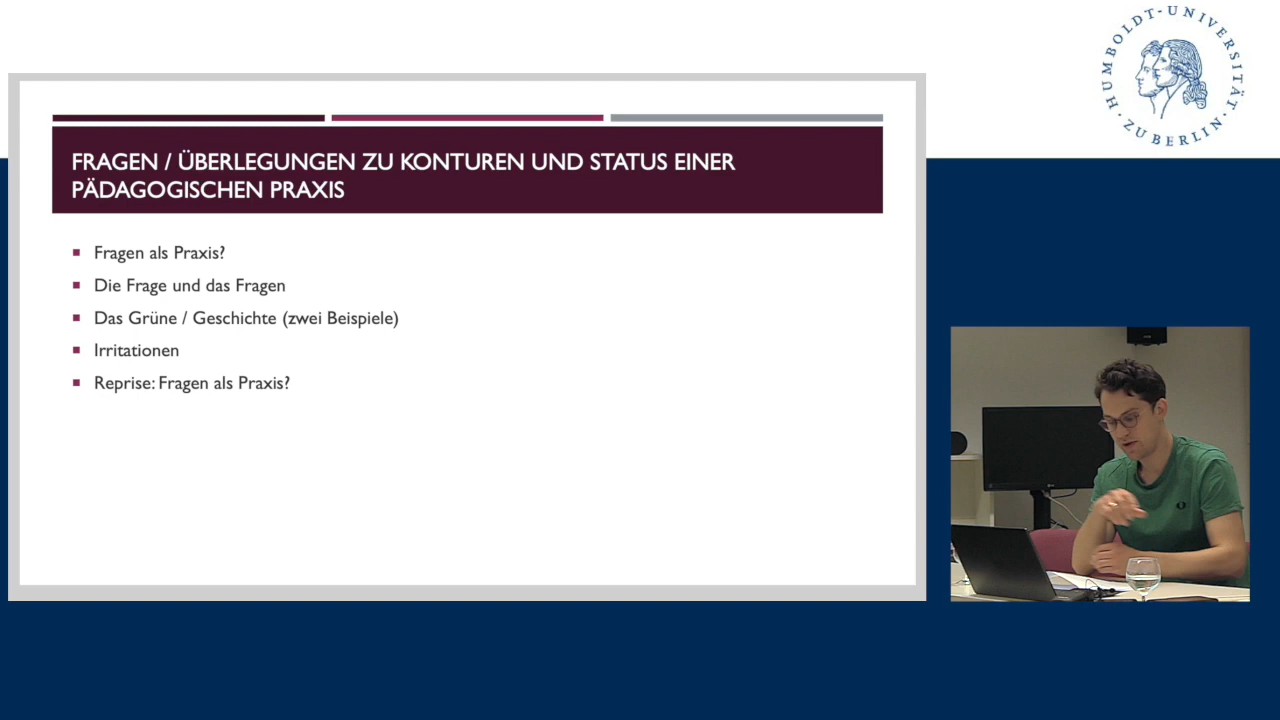 HUMBOLDT-UNIVERSITÄT
ZU BERLIN
FRAGEN / ÜBERLEGUNGEN ZU KONTUREN UND STATUS EINER
PÄDAGOGISCHEN PRAXIS
Fragen als Praxis?
Die Frage und das Fragen
Das Grüne / Geschichte (zwei Beispiele)
Irritationen
Reprise: Fragen als Praxis?